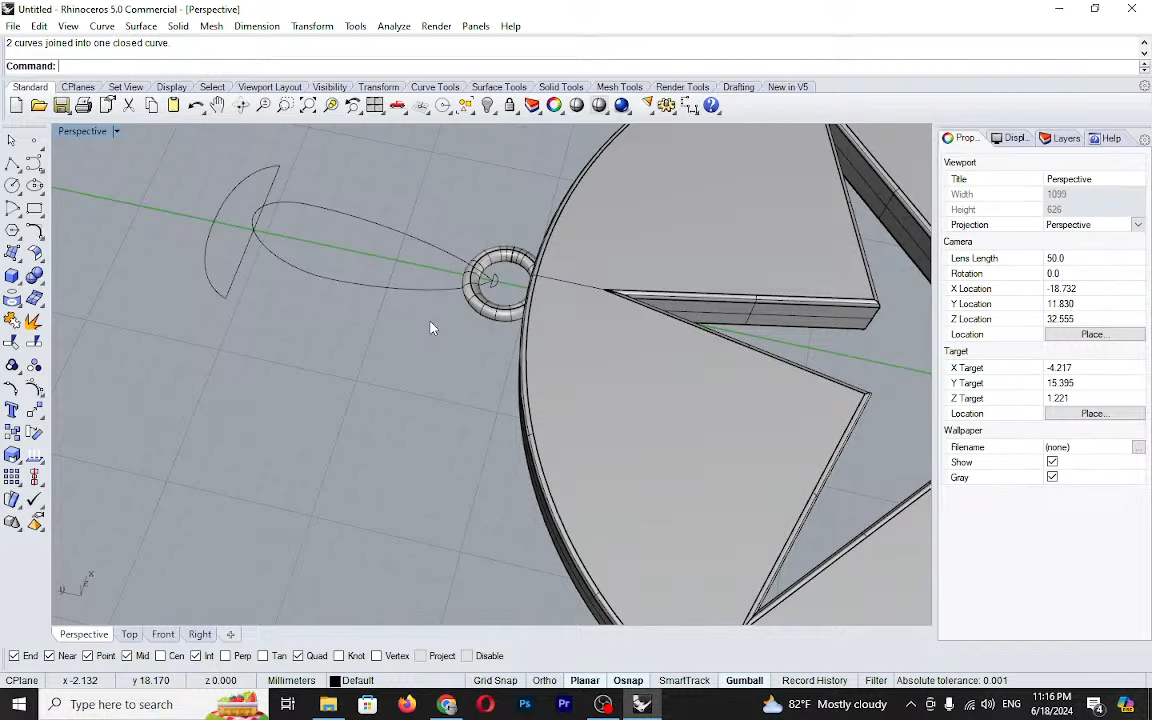 Untitled - Rhinoceros 5.0 Commercial - [Perspective]
File Edit View Curve Surface Solid Mesh Dimension Transform Tools Analyze Render Panels Help
2 curves joined into one closed curve.
Command:
Standard CPlanes Set View Display Select Viewport Layout Visibility Transform Curve Tools Surface Tools Solid Tools Mesh Tools Render Tools Drafting New in V5
Perspective
Prop... Displ... Layers Help
Viewport
Title Perspective
Width 1099
Height 626
Projection Perspective
Camera
Lens Length 50.0
Rotation 0.0
X Location -18.732
Y Location 11.830
Z Location 32.555
Location Place...
Target
X Target -4.217
Y Target 15.395
Z Target 1.221
Location Place...
Wallpaper
Filename (none) ...
Show
Gray
x
y z
Perspective Top Front Right
End Near Point Mid Cen Int Perp Tan Quad Knot Vertex Project Disable
CPlane x -2.132 y 18.170 z 0.000 Millimeters Default Grid Snap Ortho Planar Osnap SmartTrack Gumball Record History Filter Absolute tolerance: 0.001
Type here to search Ps Pr 82°F Mostly cloudy ENG 11:16 PM 6/18/2024 4